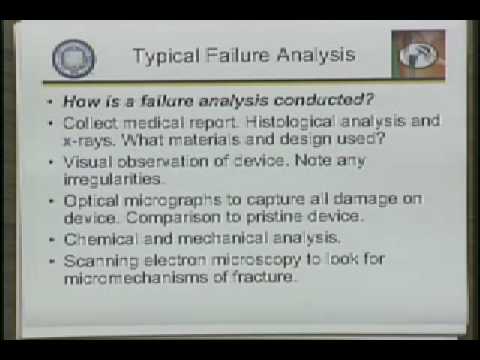 Typical Failure Analysis
• How is a failure analysis conducted?
• Collect medical report. Histological analysis and
x-rays. What materials and design used?
• Visual observation of device. Note any
irregularities.
• Optical micrographs to capture all damage on
device. Comparison to pristine device.
• Chemical and mechanical analysis.
• Scanning electron microscopy to look for
micromechanisms of fracture.